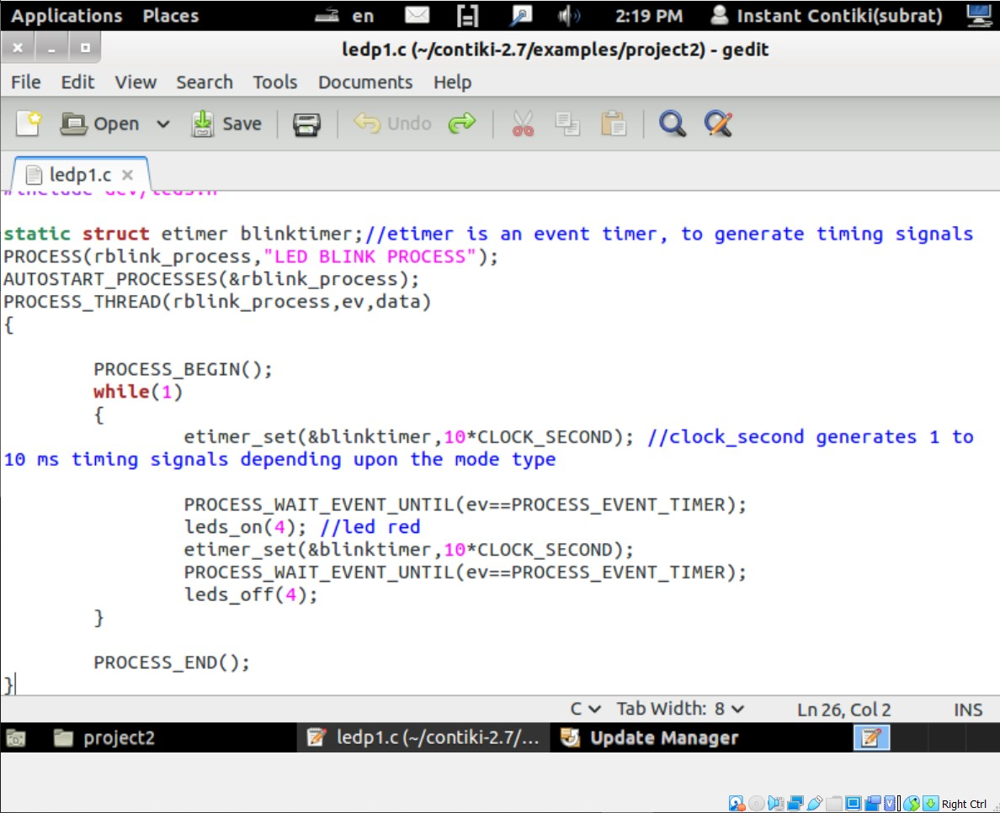 Applications Places en 2:19 PM Instant Contiki(subrat)
ledp1.c (~/contiki-2.7/examples/project2) - gedit
File Edit View Search Tools Documents Help
Open Save Undo
ledp1.c
static struct etimer blinktimer;//etimer is an event timer, to generate timing signals
PROCESS(rblink_process,"LED BLINK PROCESS");
AUTOSTART_PROCESSES(&rblink_process);
PROCESS_THREAD(rblink_process,ev,data)
{
PROCESS_BEGIN();
while(1)
{
etimer_set(&blinktimer,10*CLOCK_SECOND); //clock_second generates 1 to
10 ms timing signals depending upon the mode type
PROCESS_WAIT_EVENT_UNTIL(ev==PROCESS_EVENT_TIMER);
leds_on(4); //led red
etimer_set(&blinktimer,10*CLOCK_SECOND);
PROCESS_WAIT_EVENT_UNTIL(ev==PROCESS_EVENT_TIMER);
leds_off(4);
}
PROCESS_END();
}
C Tab Width: 8 Ln 26, Col 2 INS
project2 ledp1.c (~/contiki-2.7/... Update Manager
Right Ctrl